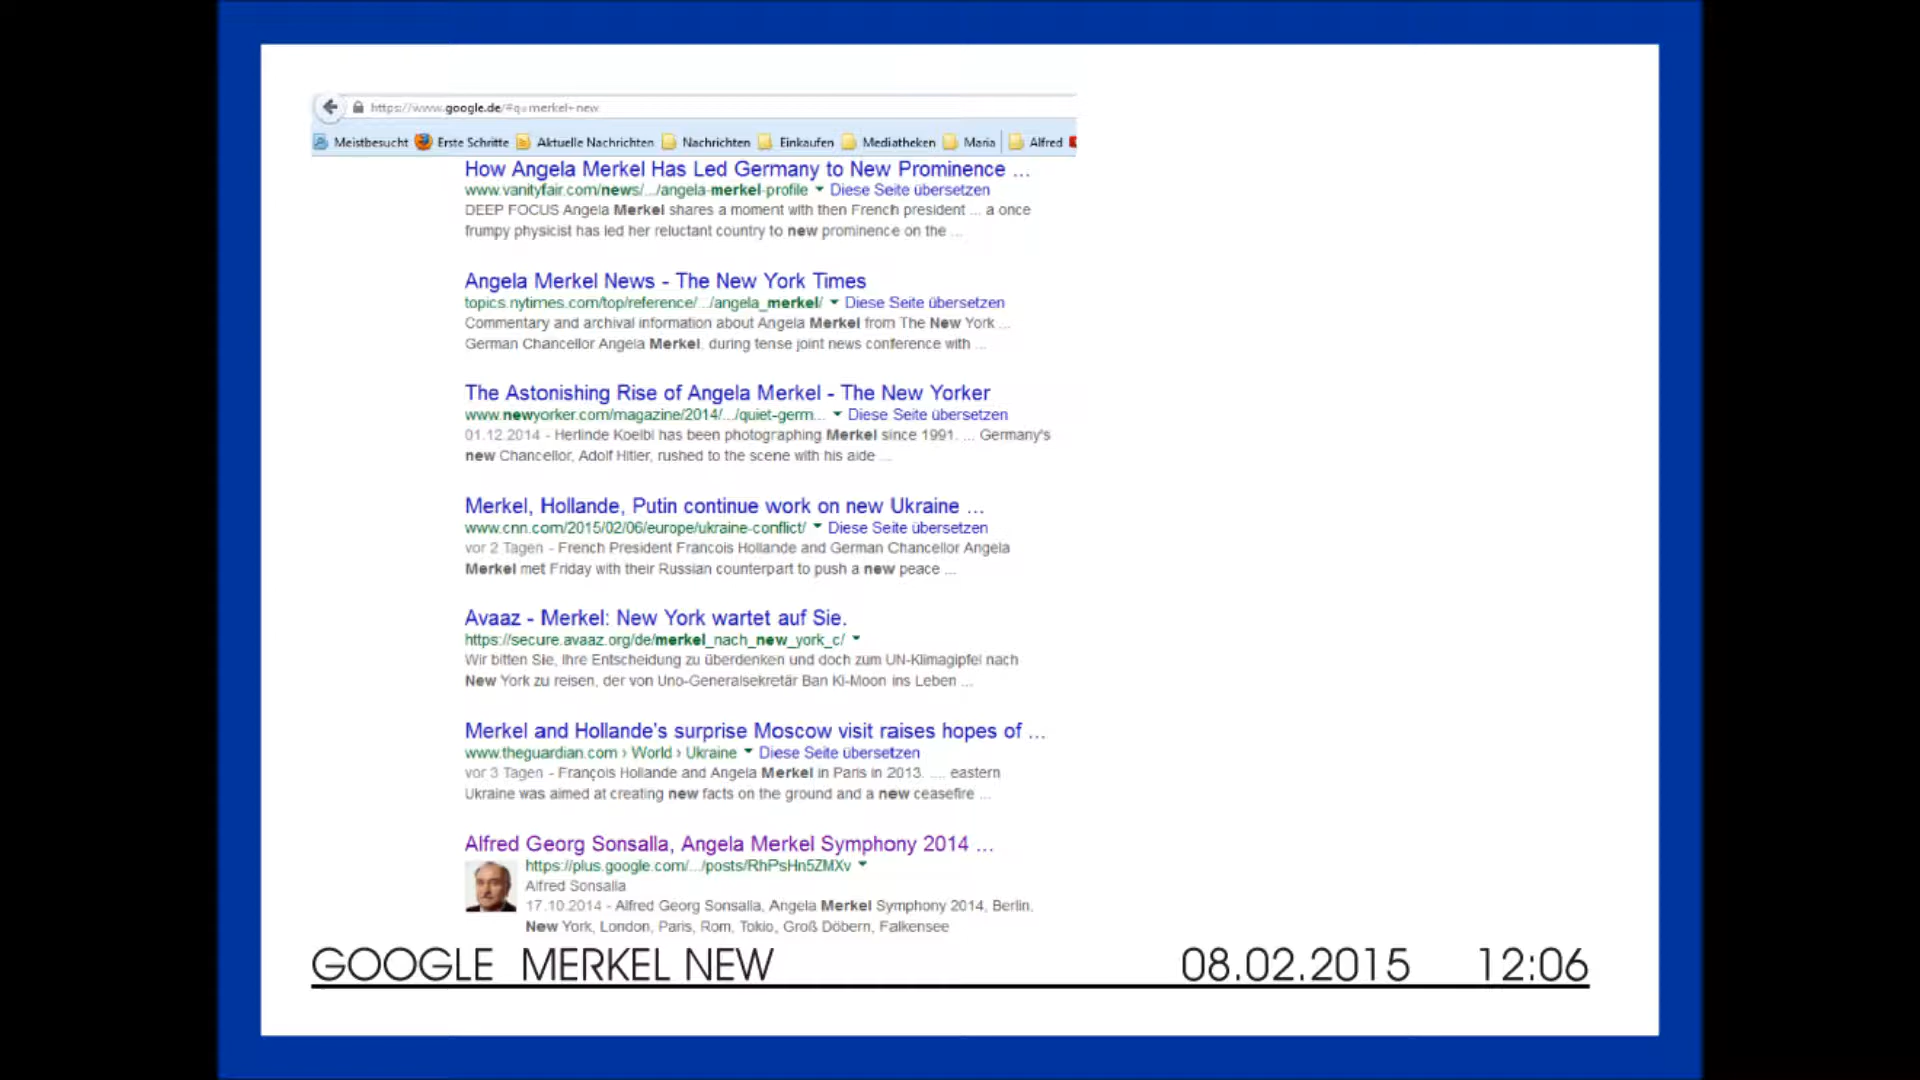 https://www.google.de/#q=merkel+new
Meistbesucht Erste Schritte Aktuelle Nachrichten Nachrichten Einkaufen Mediatheken Maria Alfred
How Angela Merkel Has Led Germany to New Prominence ...
www.vanityfair.com/news/.../angela-merkel-profile Diese Seite übersetzen
DEEP FOCUS Angela Merkel shares a moment with then French president ... a once
frumpy physicist has led her reluctant country to new prominence on the ...
Angela Merkel News - The New York Times
topics.nytimes.com/top/reference/.../angela_merkel/ Diese Seite übersetzen
Commentary and archival information about Angela Merkel from The New York ...
German Chancellor Angela Merkel, during tense joint news conference with ...
The Astonishing Rise of Angela Merkel - The New Yorker
www.newyorker.com/magazine/2014/.../quiet-germ... Diese Seite übersetzen
01.12.2014 - Herlinde Koelbl has been photographing Merkel since 1991. ... Germany's
new Chancellor, Adolf Hitler, rushed to the scene with his aide ...
Merkel, Hollande, Putin continue work on new Ukraine ...
www.cnn.com/2015/02/06/europe/ukraine-conflict/ Diese Seite übersetzen
vor 2 Tagen - French President Francois Hollande and German Chancellor Angela
Merkel met Friday with their Russian counterpart to push a new peace ...
Avaaz - Merkel: New York wartet auf Sie.
https://secure.avaaz.org/de/merkel_nach_new_york_c/
Wir bitten Sie, Ihre Entscheidung zu überdenken und doch zum UN-Klimagipfel nach
New York zu reisen, der von Uno-Generalsekretär Ban Ki-Moon ins Leben ...
Merkel and Hollande's surprise Moscow visit raises hopes of ...
www.theguardian.com › World › Ukraine Diese Seite übersetzen
vor 3 Tagen - François Hollande and Angela Merkel in Paris in 2013. .... eastern
Ukraine was aimed at creating new facts on the ground and a new ceasefire ...
Alfred Georg Sonsalla, Angela Merkel Symphony 2014 ...
https://plus.google.com/.../posts/RhPsHn5ZMXv
Alfred Sonsalla
17.10.2014 - Alfred Georg Sonsalla, Angela Merkel Symphony 2014, Berlin,
New York, London, Paris, Rom, Tokio, Groß Döbern, Falkensee
GOOGLE MERKEL NEW 08.02.2015 12:06